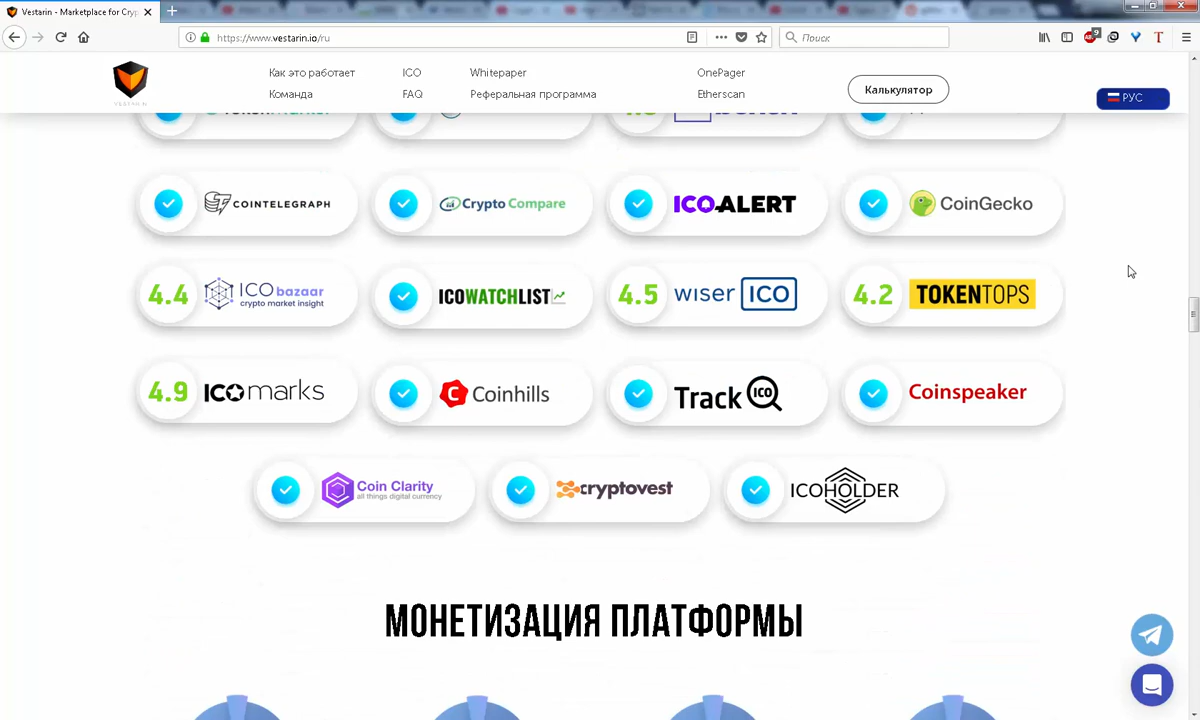 Vestarin - Marketplace for Cryp
https://www.vestarin.io/ru
Поиск
9
VESTARIN
Как это работает
ICO
Whitepaper
OnePager
Команда
FAQ
Реферальная программа
Etherscan
Калькулятор
РУС
COINTELEGRAPH
Crypto Compare
ICO ALERT
CoinGecko
4.4
ICO bazaar
crypto market insight
ICOWATCHLIST
4.5
wiser ICO
4.2
TOKENTOPS
4.9
ICOmarks
C Coinhills
Track ICO
Coinspeaker
Coin Clarity
all things digital currency
cryptovest
ICOHOLDER
МОНЕТИЗАЦИЯ ПЛАТФОРМЫ